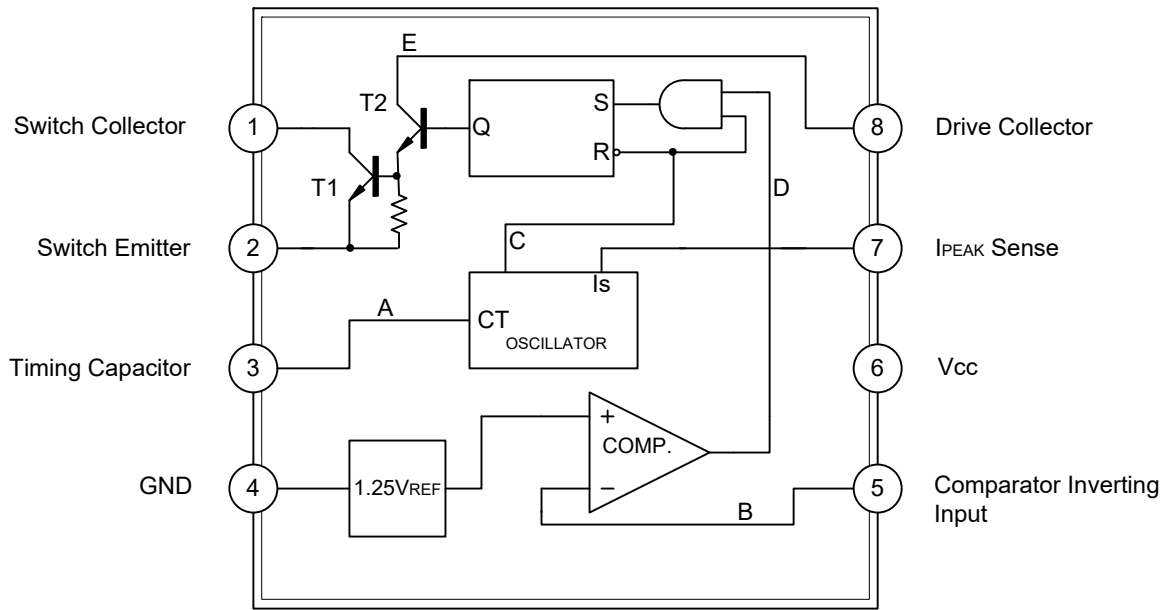 E
T2
S
Switch Collector
1
Q
8
Drive Collector
R
T1
D
Switch Emitter
2
C
7
IPEAK Sense
Is
A
CT
OSCILLATOR
Timing Capacitor
3
6
Vcc
+
COMP.
GND
4
1.25VREF
−
5
Comparator Inverting
Input
B